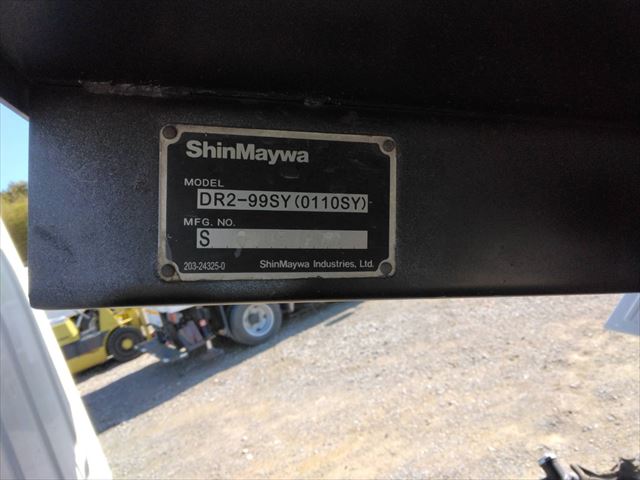 ShinMaywa
MODEL
DR2-99SY(0110SY)
MFG. NO.
S
203-24325-0 ShinMaywa Industries, Ltd.